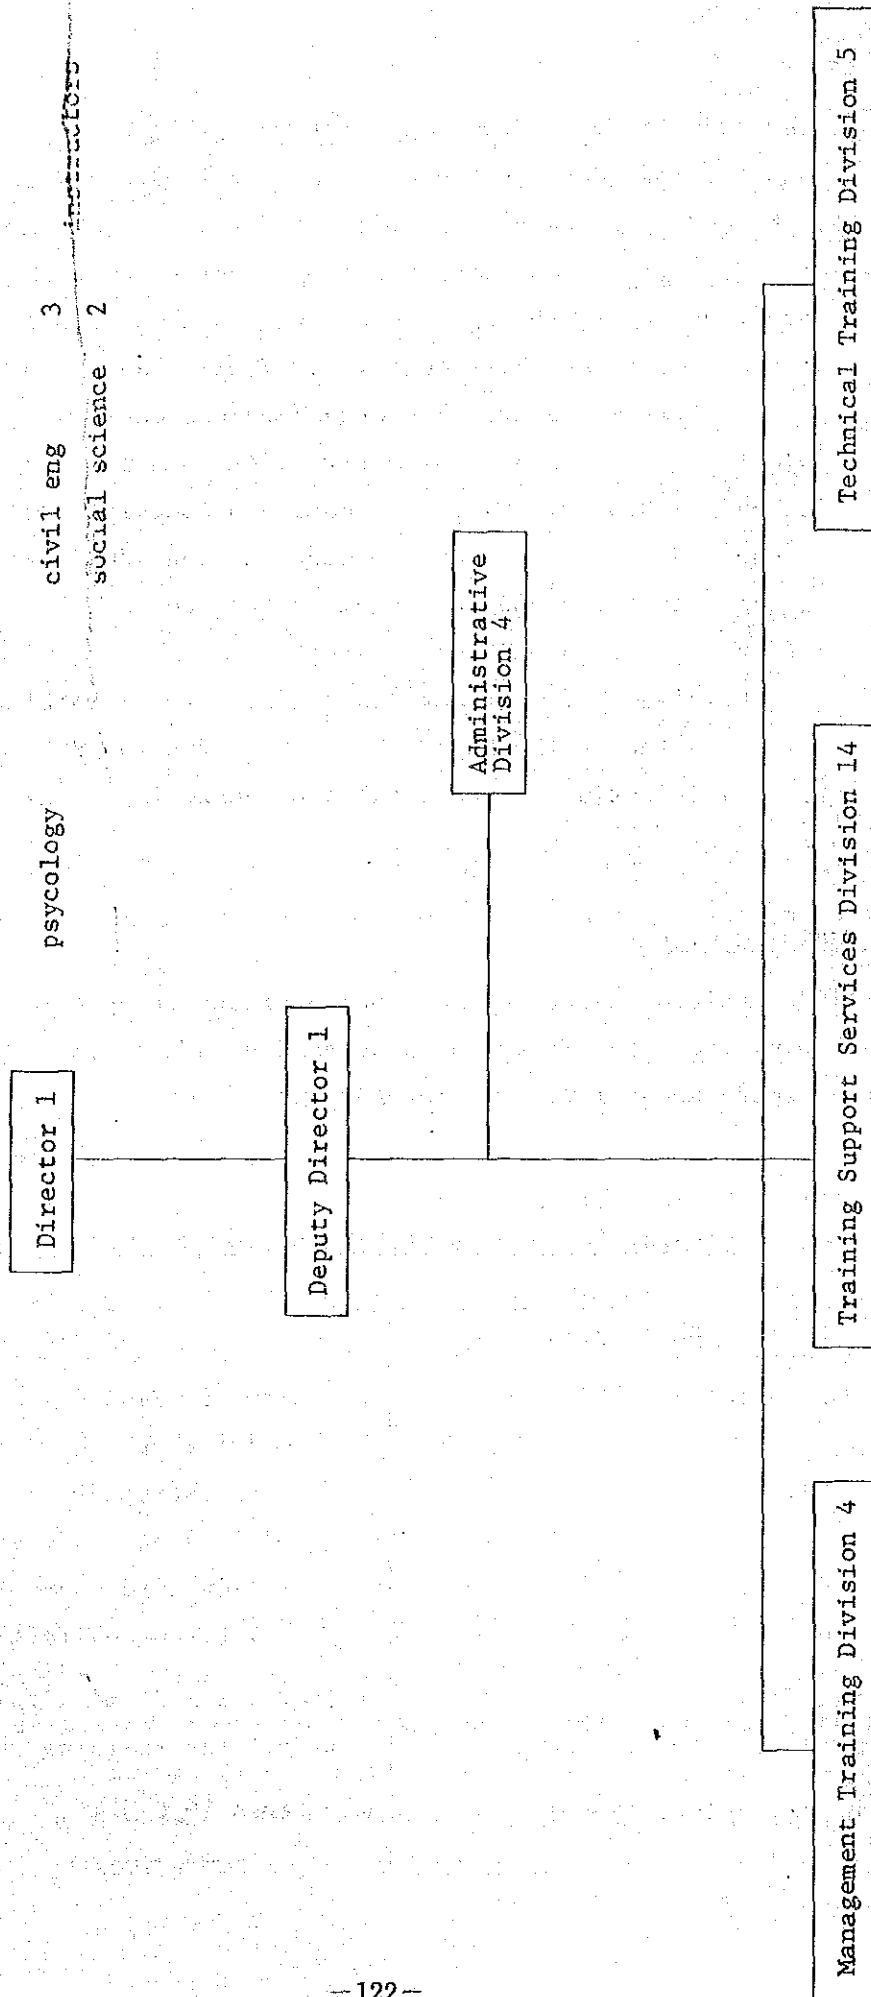 Director 1
psycology
civil eng 3
social science 2
instructors
Deputy Director 1
Administrative
Division 4
Management Training Division 4
Training Support Services Division 14
Technical Training Division 5
—122—